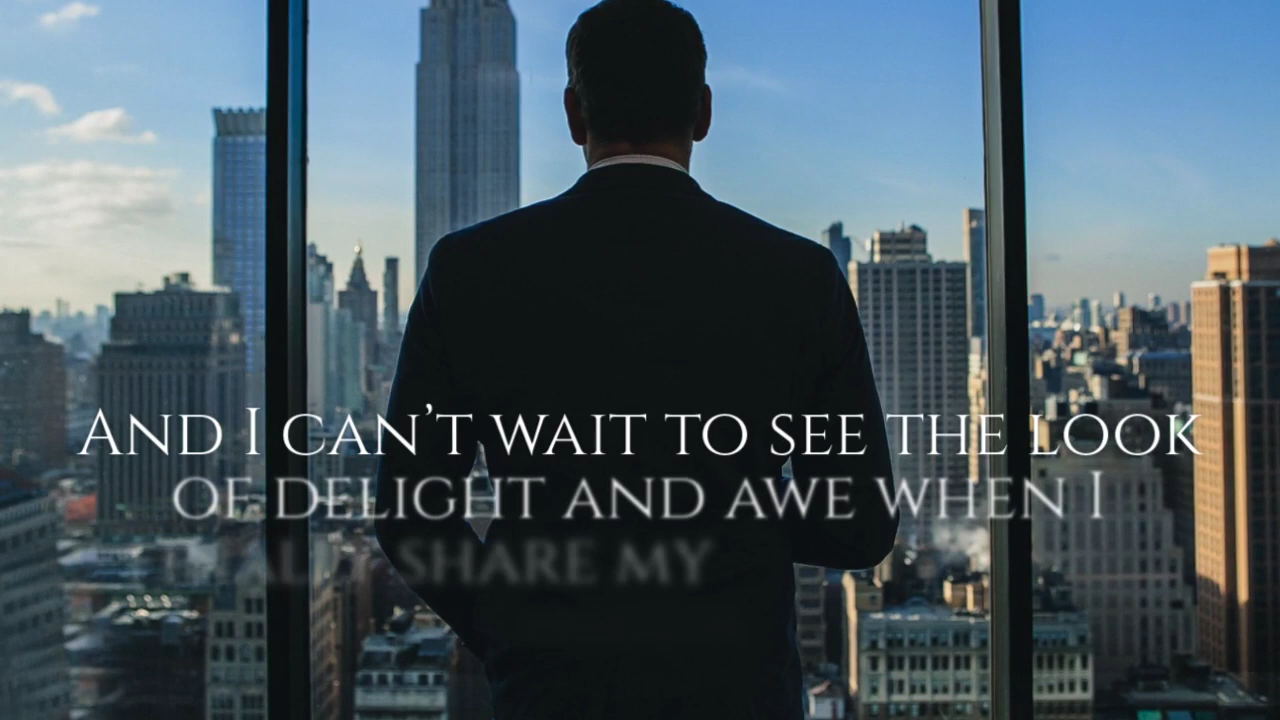 And I can't wait to see the look
of delight and awe when I
share my